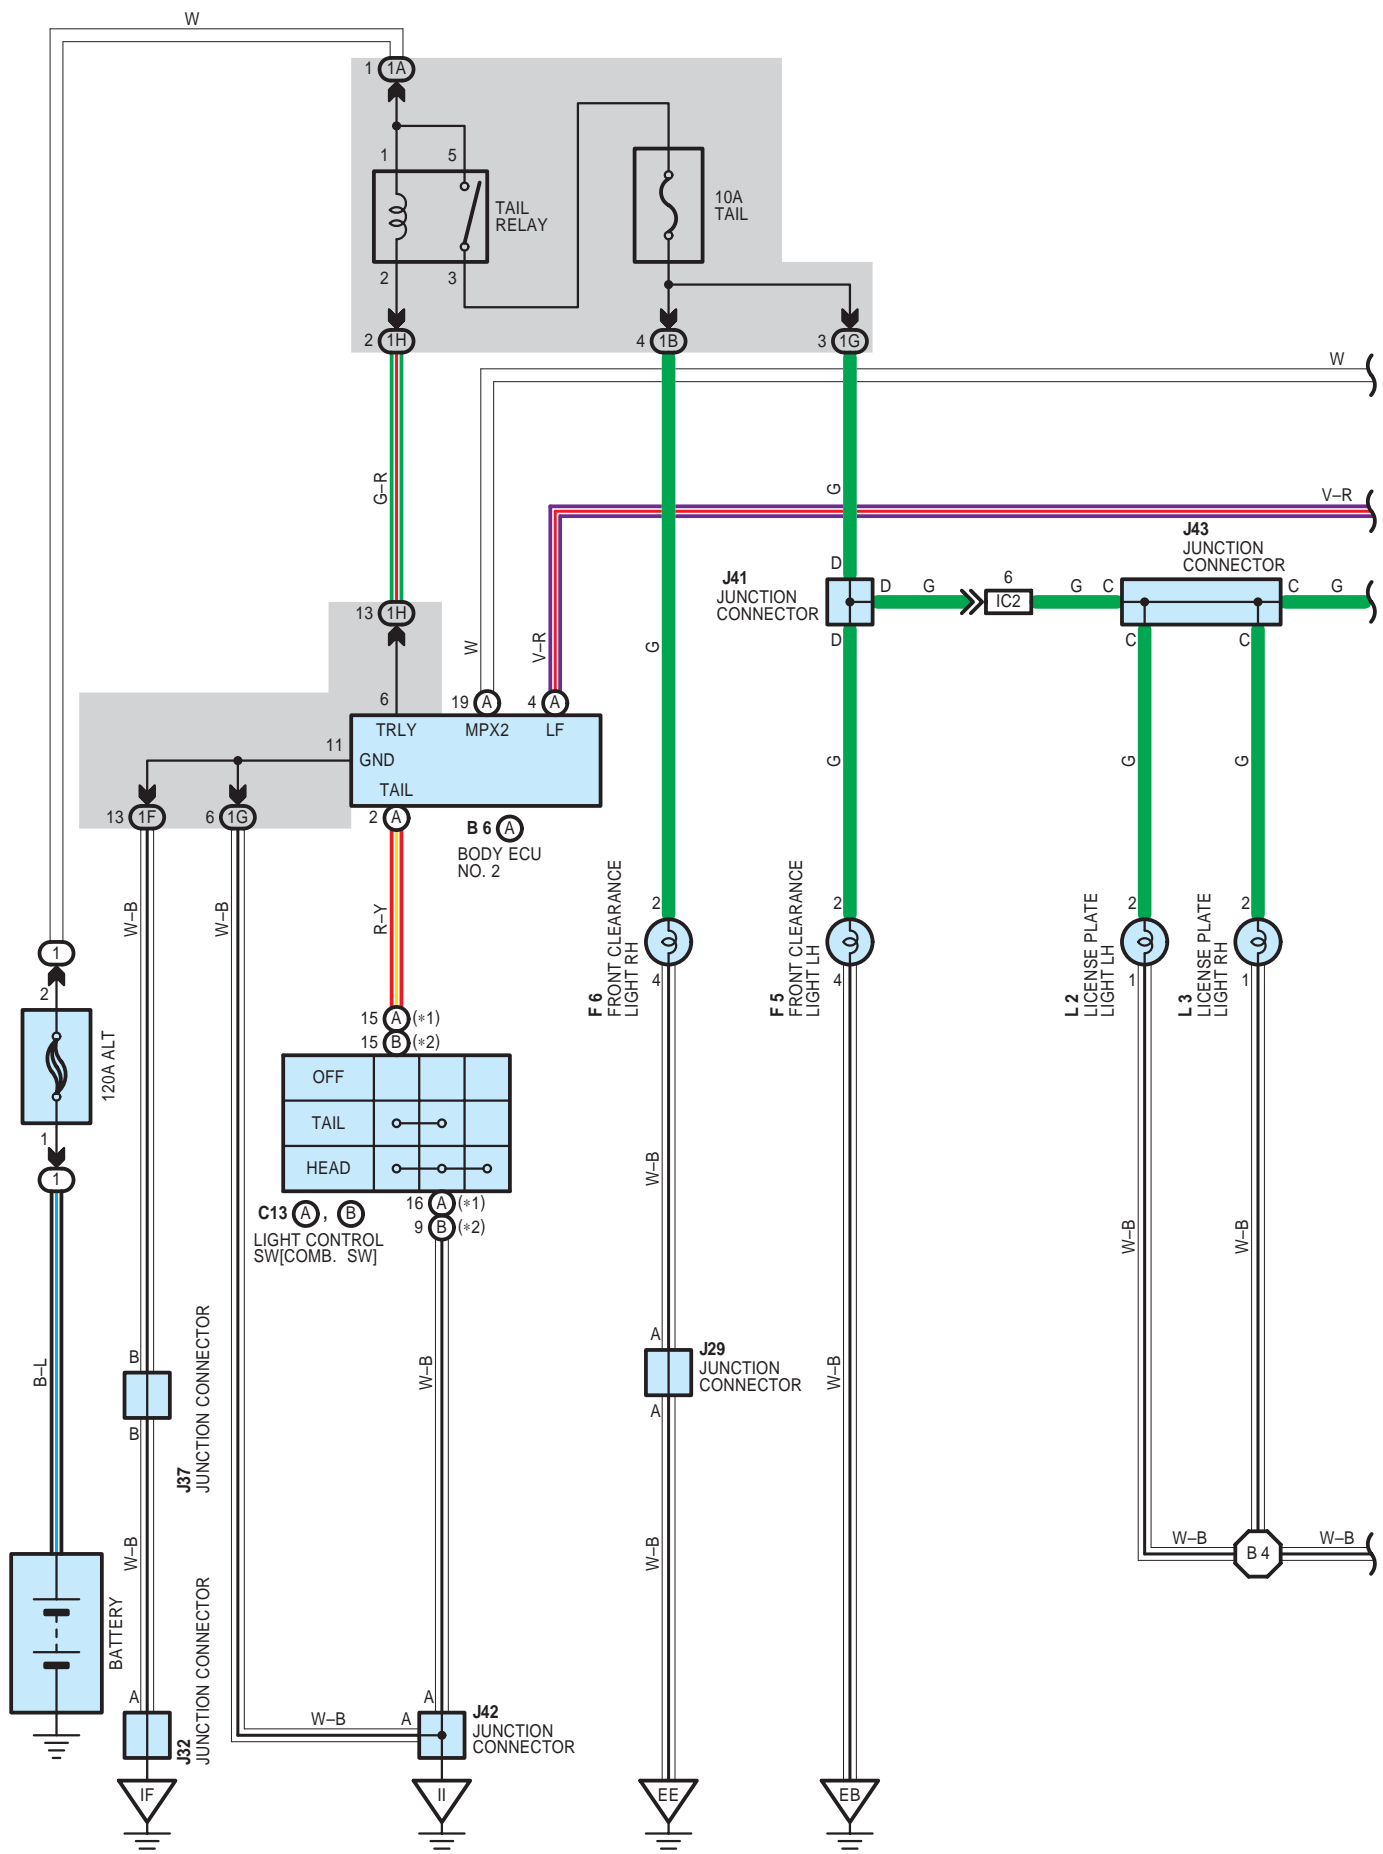 W
1 1A
1 5
TAIL
RELAY
10A
TAIL
2 3
2 1H
4 1B
3 1G
W
G–R
G
V–R
J43
JUNCTION
CONNECTOR
J41
JUNCTION
CONNECTOR
D
D G
6
IC2
G C
C G
D
C
C
13 1H
W
V–R
G
6
19 A
4 A
TRLY MPX2 LF
11
GND
TAIL
G
G
G
13 1F
6 1G
2 A
B 6 A
BODY ECU
NO. 2
W–B
W–B
R–Y
2
2
2
2
F 6
FRONT CLEARANCE
LIGHT RH
F 5
FRONT CLEARANCE
LIGHT LH
L 2
LICENSE PLATE
LIGHT LH
L 3
LICENSE PLATE
LIGHT RH
4
4
1
1
1
2
120A ALT
1
1
15 A (*1)
15 B (*2)
OFF
TAIL
HEAD
16 A (*1)
9 B (*2)
C13 A , B
LIGHT CONTROL
SW[COMB. SW]
W–B
W–B
W–B
B–L
B
B
J37
JUNCTION CONNECTOR
W–B
A
J29
JUNCTION
CONNECTOR
A
W–B
W–B
W–B
W–B
B 4
W–B
BATTERY
A
J32
JUNCTION CONNECTOR
W–B
A
A
J42
JUNCTION
CONNECTOR
IF
II
EE
EB